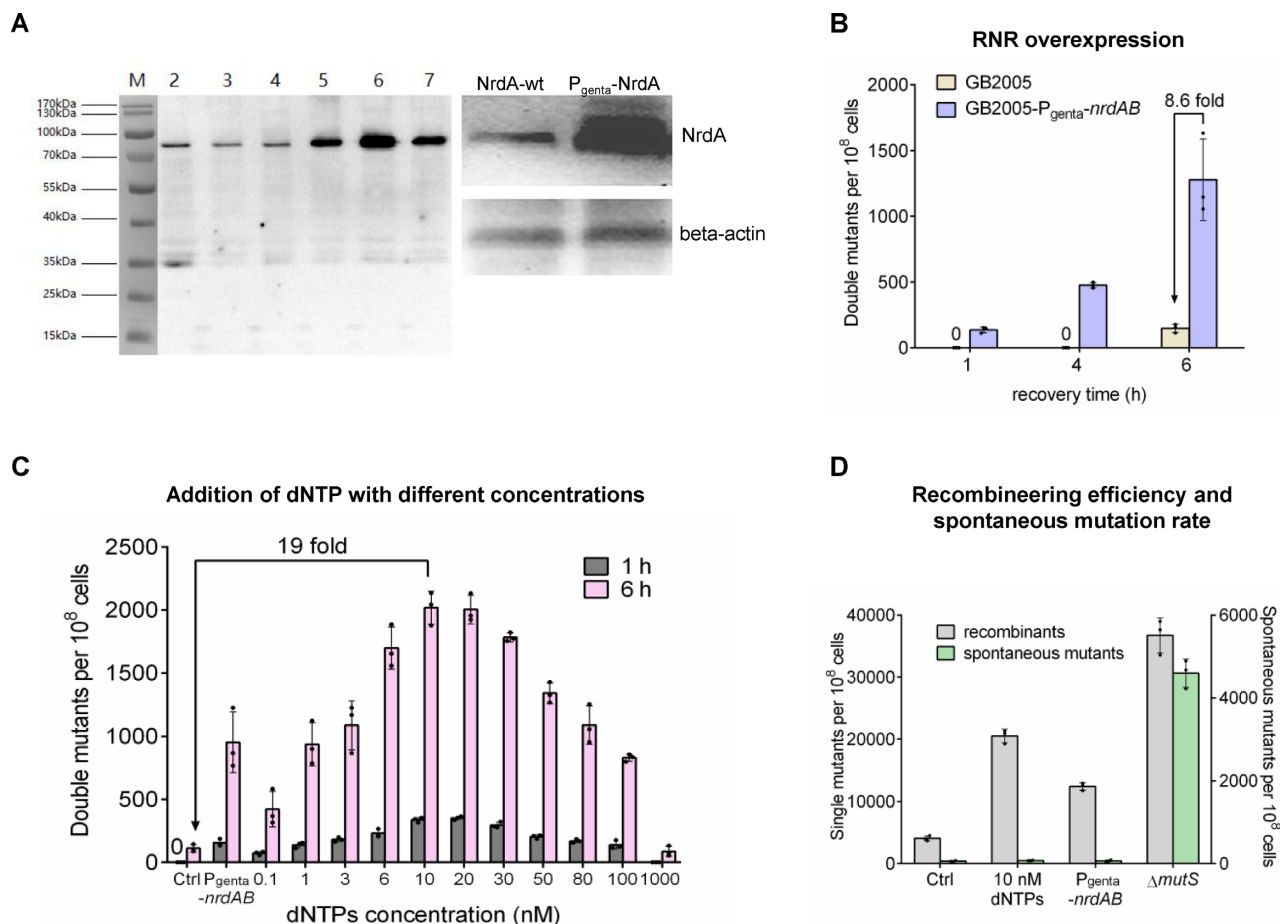 A
M 2 3 4 5 6 7
170kDa
130kDa
100kDa
70kDa
55kDa
40kDa
35kDa
25kDa
15kDa
NrdA-wt Pgenta-NrdA
NrdA
beta-actin
B
RNR overexpression
GB2005
GB2005-Pgenta-nrdAB
8.6 fold
Double mutants per 10^8 cells
2000
1500
1000
500
0
0 0
1 4 6
recovery time (h)
C
Addition of dNTP with different concentrations
19 fold
1 h
6 h
Double mutants per 10^8 cells
2500
2000
1500
1000
500
0
0
Ctrl Pgenta 0.1 1 3 6 10 20 30 50 80 100 1000
-nrdAB
dNTPs concentration (nM)
D
Recombineering efficiency and
spontaneous mutation rate
recombinants
spontaneous mutants
Single mutants per 10^8 cells
40000
30000
20000
10000
0
Spontaneous mutants per 10^8 cells
6000
4000
2000
0
Ctrl 10 nM Pgenta ΔmutS
dNTPs -nrdAB